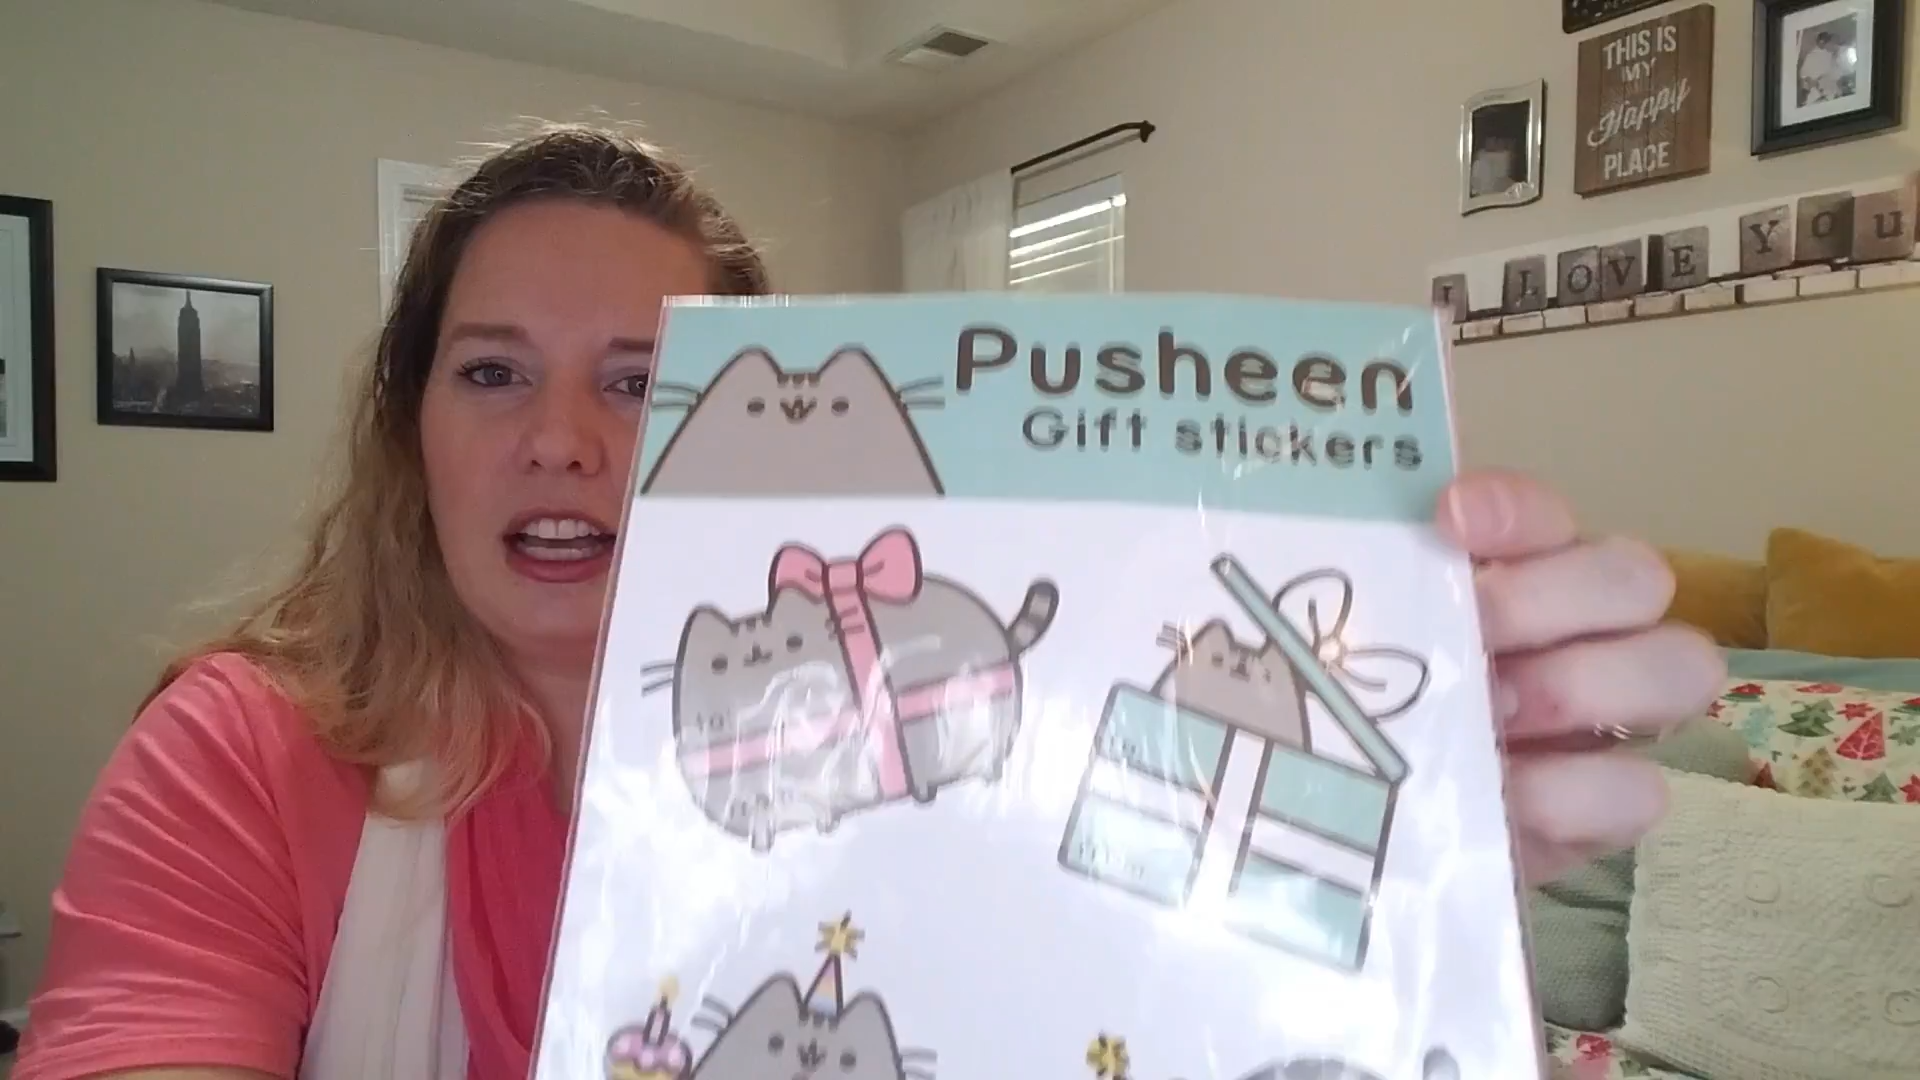 THIS IS
MY
Happy
PLACE
I LOVE YOU
Pusheen
Gift stickers